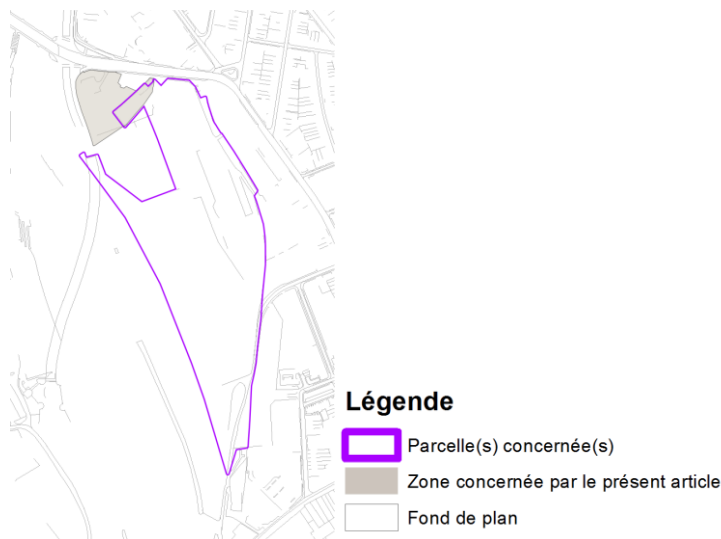 Légende
Parcelle(s) concernée(s)
Zone concernée par le présent article
Fond de plan